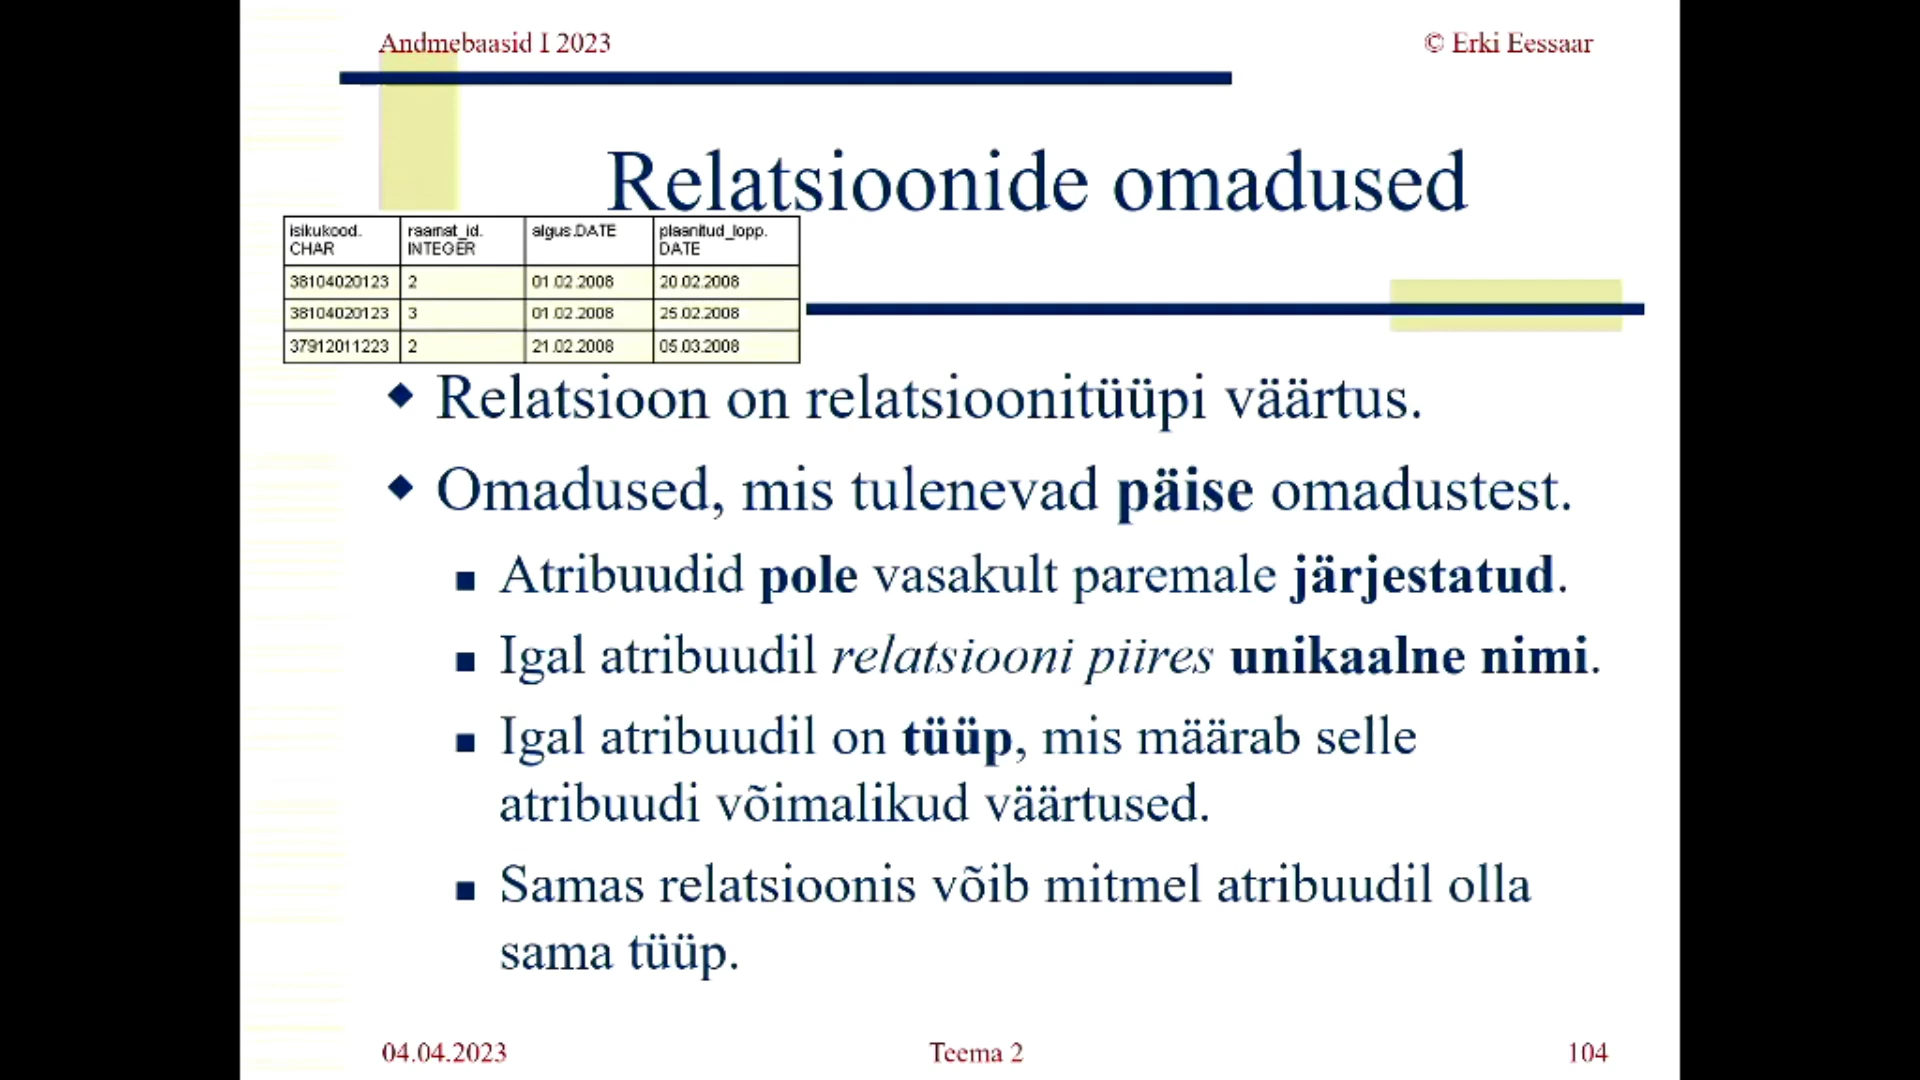 Andmebaasid I 2023
© Erki Eessaar
Relatsioonide omadused
isikukood. raamat_id. algus.DATE plaanitud_lopp.
CHAR INTEGER DATE
38104020123 2 01.02.2008 20.02.2008
38104020123 3 01.02.2008 25.02.2008
37912011223 2 21.02.2008 05.03.2008
Relatsioon on relatsioonitüüpi väärtus.
Omadused, mis tulenevad päise omadustest.
Atribuudid pole vasakult paremale järjestatud.
Igal atribuudil relatsiooni piires unikaalne nimi.
Igal atribuudil on tüüp, mis määrab selle
atribuudi võimalikud väärtused.
Samas relatsioonis võib mitmel atribuudil olla
sama tüüp.
04.04.2023
Teema 2
104